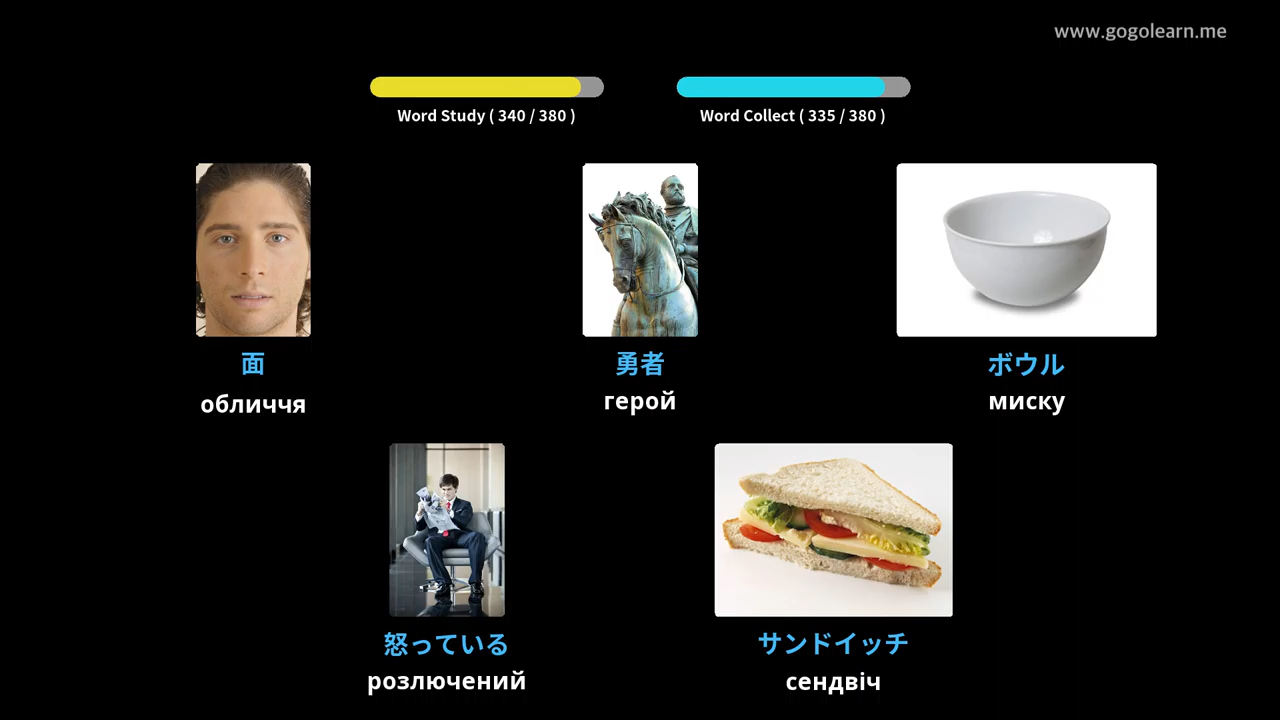 www.gogolearn.me
Word Study ( 340 / 380 )
Word Collect ( 335 / 380 )
面
обличчя
勇者
герой
ボウル
миску
怒っている
розлючений
サンドイッチ
сендвіч